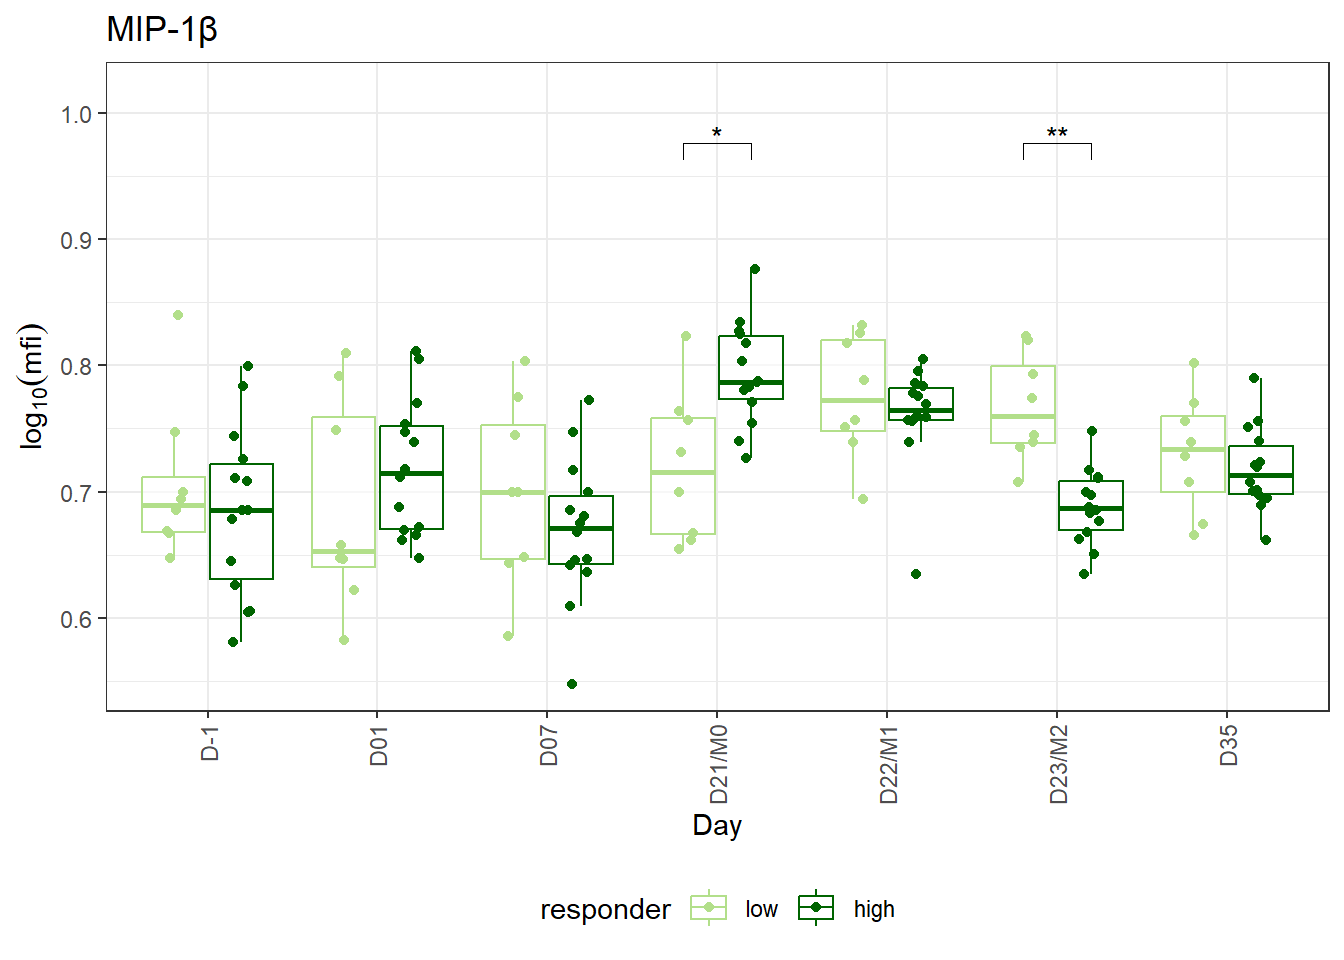 MIP-1β
1.0
0.9
0.8
0.7
0.6
log10(mfi)
* **
D-1 D01 D07 D21/M0 D22/M1 D23/M2 D35
Day
responder low high